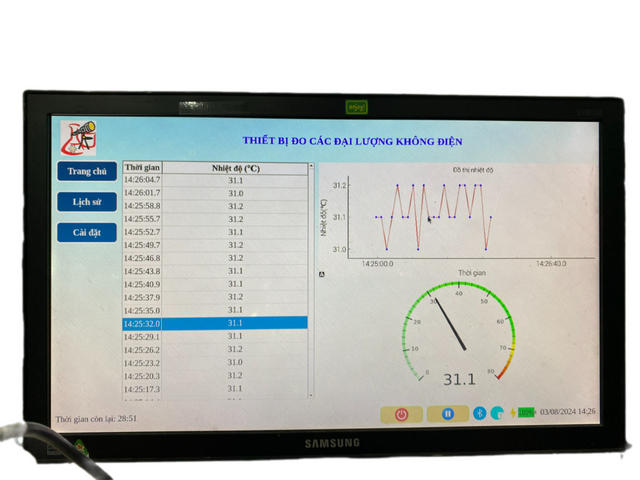 enjoy!
THIẾT BỊ ĐO CÁC ĐẠI LƯỢNG KHÔNG ĐIỆN
Trang chủ
Lịch sử
Cài đặt
Thời gian Nhiệt độ (°C)
14:26:04.7 31.1
14:26:01.7 31.0
14:25:58.8 31.2
14:25:55.7 31.2
14:25:52.7 31.1
14:25:49.7 31.2
14:25:46.8 31.2
14:25:43.8 31.1
14:25:40.9 31.1
14:25:37.9 31.2
14:25:35.0 31.1
14:25:32.0 31.1
14:25:29.1 31.1
14:25:26.2 31.2
14:25:23.2 31.0
14:25:20.3 31.2
14:25:17.3 31.1
Đồ thị nhiệt độ
Nhiệt độ(°C)
31.2
31.1
31.0
14:25:00.0 14:26:40.0
Thời gian
A
0 10 20 30 40 50 60 70 80
31.1
Thời gian còn lại: 28:51
100%
03/08/2024 14:26
SAMSUNG